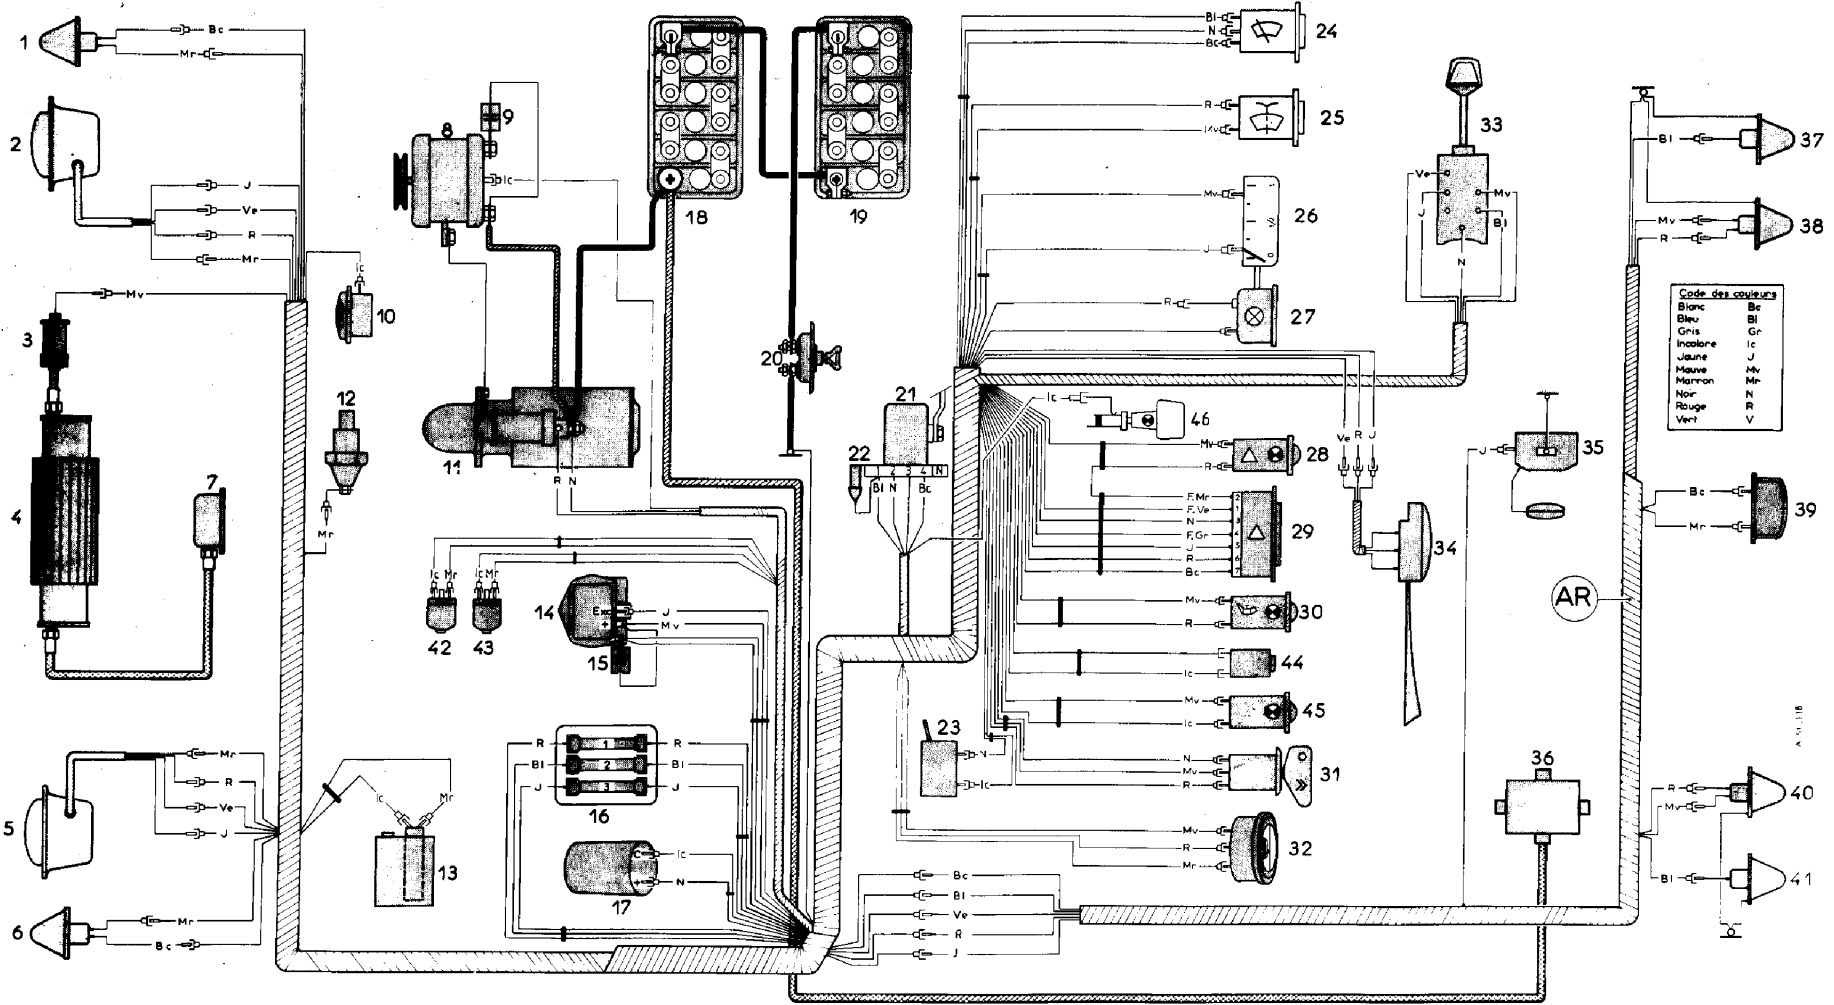 1
Bc
Mr
2
J
Ve
R
Mr
3
Mv
4
5
Mr
R
Ve
J
6
Mr
Bc
7
8
9
Ic
10
Ic
11
R N
12
Mr
13
Ic
Mr
14
Ex
+
J
Mv
15
16
R 1 R
Bl 2 Bl
J 3 J
17
C Ic
+ N
18
19
20
21
22
1 2 3 4 N
Bl N Bc
23
N
Ic
24
Bl
N
Bc
25
R
26
Mv
J
27
R
46
Ic
28
Mv
R
29
F.Mr 2
F.Ve 1
N 3
F.Gr 4
J 5
R 6
Bc 7
30
Mv
R
44
Ic
45
Mv
Ic
31
N
Mv
R
32
Mv
R
Mr
Bc
Bl
Ve
R
J
33
Ve
J
Mv
Bl
N
34
Ve R J
35
J
36
37
Bl
38
Mv
R
Code des couleurs
Blanc Bc
Bleu Bl
Gris Gr
Incolore Ic
Jaune J
Mauve Mv
Marron Mr
Noir N
Rouge R
Vert V
39
Bc
Mr
AR
40
R
Mv
41
Bl
42
Ic Mr
43
Ic Mr